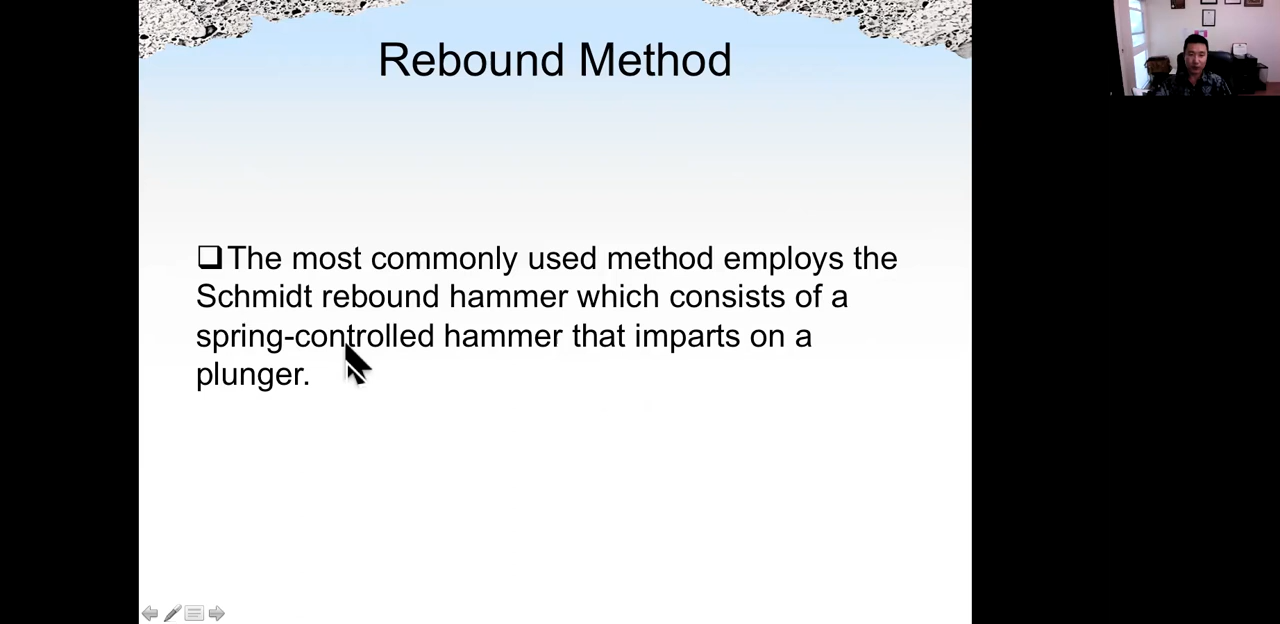 Rebound Method
❑The most commonly used method employs the
Schmidt rebound hammer which consists of a
spring-controlled hammer that imparts on a
plunger.